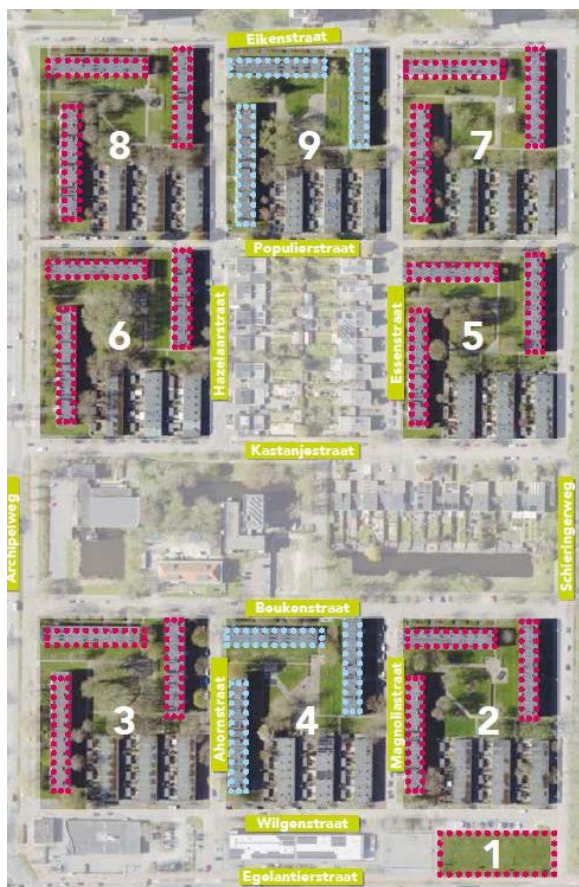 Eikenstraat
8
9
7
Populierstraat
6
Hazelaarstraat
Essenstraat
5
Kastanjestraat
Archipelweg
Schieringerweg
Beukenstraat
3
Ahornstraat
4
Magnoliastraat
2
Wilgenstraat
1
Egelantierstraat